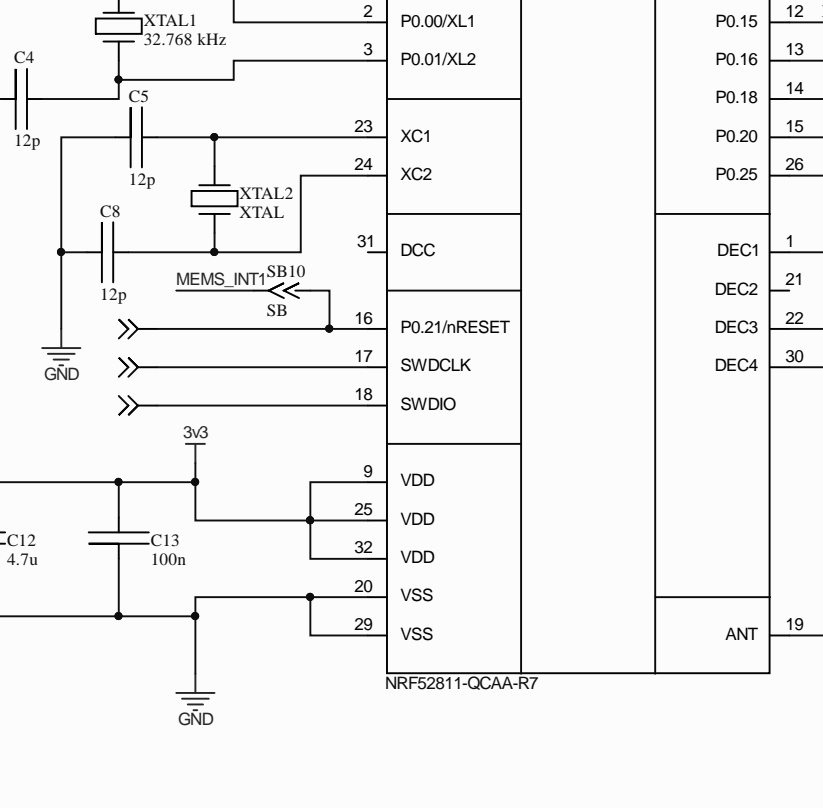 XTAL1
32.768 kHz
2
P0.00/XL1
P0.15
12
3
P0.01/XL2
P0.16
13
C4
12p
P0.18
14
C5
12p
23
XC1
P0.20
15
24
XC2
P0.25
26
XTAL2
XTAL
C8
12p
31
DCC
DEC1
1
MEMS_INT1
SB10
SB
DEC2
21
16
P0.21/nRESET
DEC3
22
GND
17
SWDCLK
DEC4
30
18
SWDIO
3v3
9
VDD
25
VDD
C12
4.7u
C13
100n
32
VDD
20
VSS
29
VSS
ANT
19
NRF52811-QCAA-R7
GND